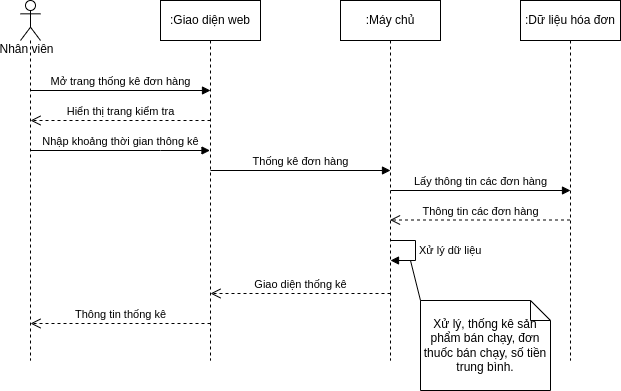 :Giao diện web
:Máy chủ
:Dữ liệu hóa đơn
Nhân viên
Mở trang thống kê đơn hàng
Hiển thị trang kiểm tra
Nhập khoảng thời gian thông kê
Thống kê đơn hàng
Lấy thông tin các đơn hàng
Thông tin các đơn hàng
Xử lý dữ liệu
Giao diện thống kê
Thông tin thống kê
Xử lý, thống kê sản
phẩm bán chạy, đơn
thuốc bán chạy, số tiền
trung bình.